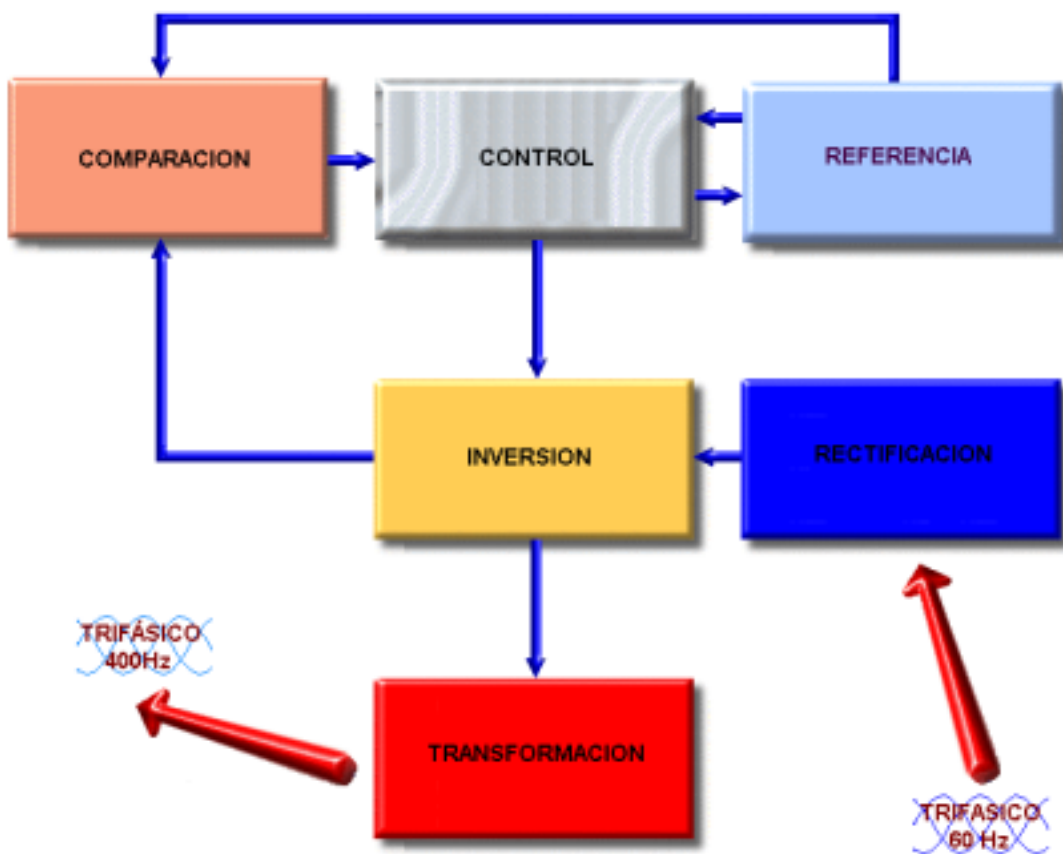 COMPARACION
CONTROL
REFERENCIA
INVERSION
RECTIFICACION
TRIFÁSICO
400Hz
TRANSFORMACION
TRIFASICO
60 Hz